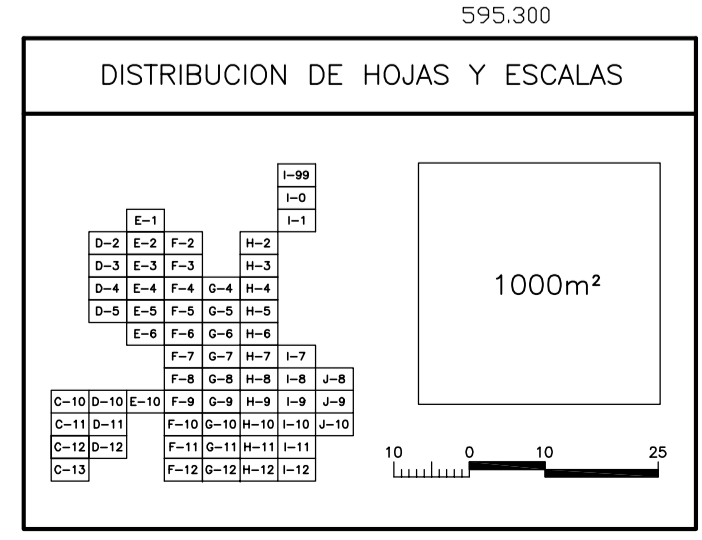 595.300
DISTRIBUCION DE HOJAS Y ESCALAS
I-99
I-0
E-1 I-1
D-2 E-2 F-2 H-2
D-3 E-3 F-3 H-3
D-4 E-4 F-4 G-4 H-4
D-5 E-5 F-5 G-5 H-5
E-6 F-6 G-6 H-6
F-7 G-7 H-7 I-7
F-8 G-8 H-8 I-8 J-8
C-10 D-10 E-10 F-9 G-9 H-9 I-9 J-9
C-11 D-11 F-10 G-10 H-10 I-10 J-10
C-12 D-12 F-11 G-11 H-11 I-11
C-13 F-12 G-12 H-12 I-12
1000m²
10 0 10 25